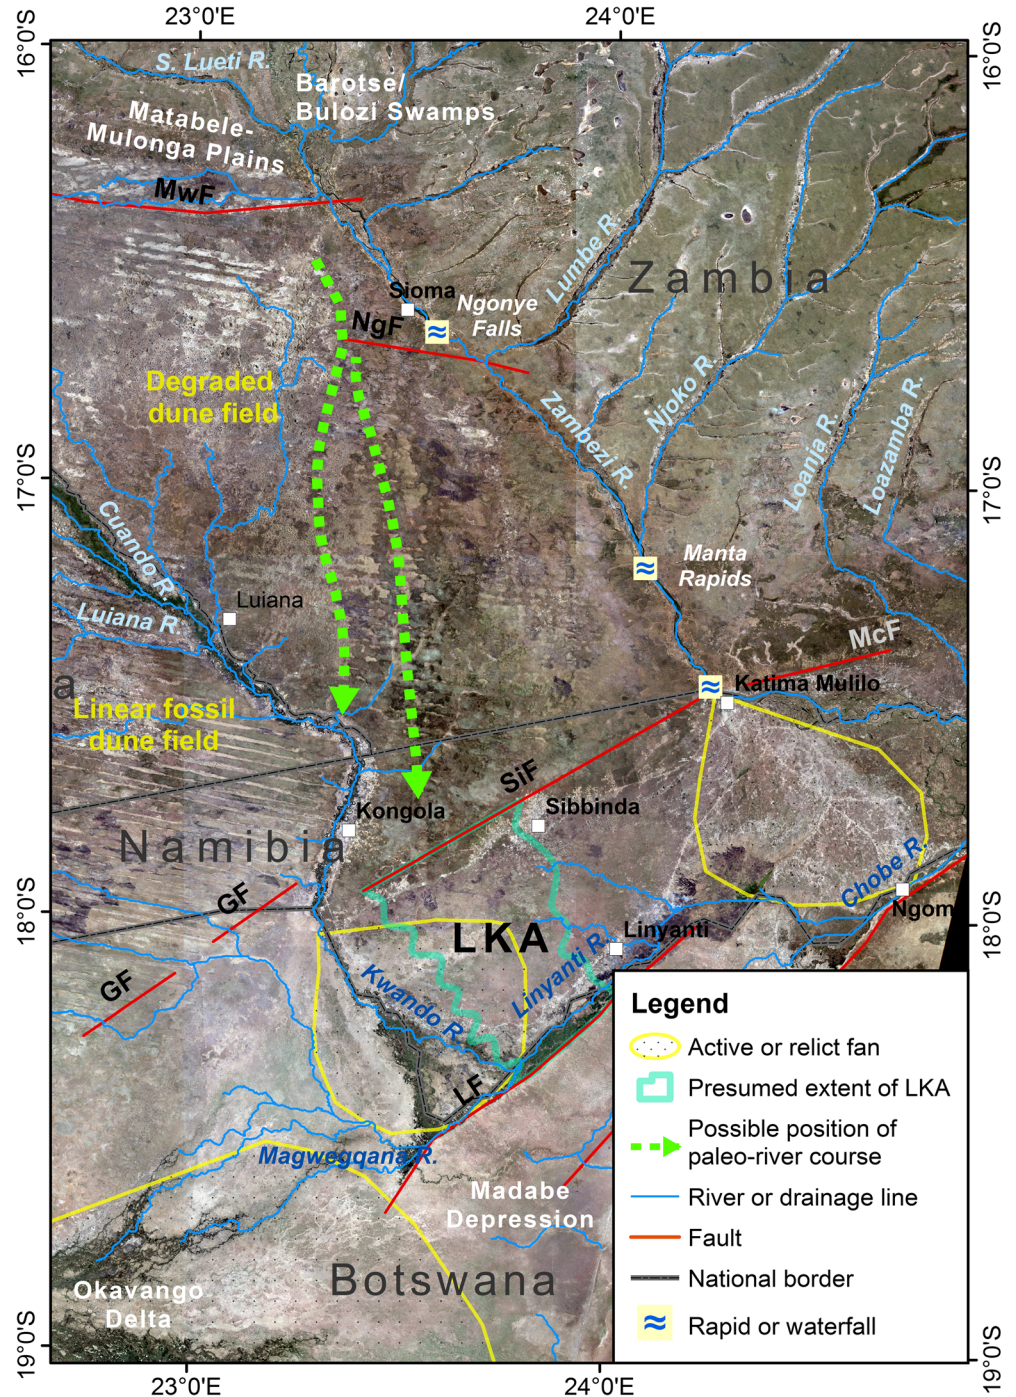 23°0'E
24°0'E
16°0'S
16°0'S
S. Lueti R.
Barotse/
Bulozi Swamps
Matabele-
Mulonga Plains
MwF
Lumbe R.
Zambia
Sioma
Ngonye
Falls
NgF
Degraded
dune field
Zambezi R.
Njoko R.
Loanja R.
Loazamba R.
17°0'S
17°0'S
Cuando R.
Manta
Rapids
Luiana
Luiana R.
McF
a
Katima Mulilo
Linear fossil
dune field
SiF
Kongola
Sibbinda
Namibia
Chobe R.
GF
Ngom
18°0'S
18°0'S
LKA
Linyanti
Linyanti R.
Kwando R.
GF
LF
Magwegqana R.
Madabe
Depression
Okavango
Delta
Botswana
Legend
Active or relict fan
Presumed extent of LKA
Possible position of
paleo-river course
River or drainage line
Fault
National border
Rapid or waterfall
19°0'S
19°0'S
23°0'E
24°0'E